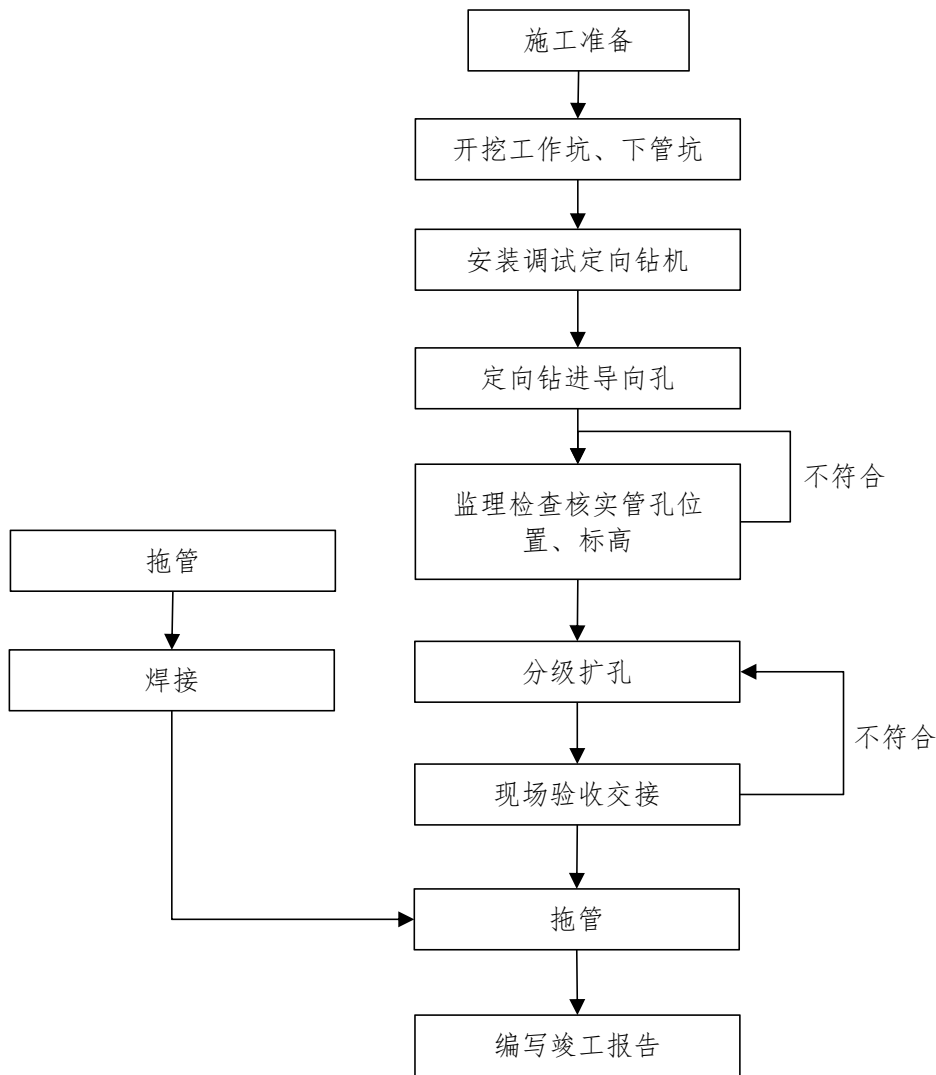 施工准备
开挖工作坑、下管坑
安装调试定向钻机
定向钻进导向孔
不符合
监理检查核实管孔位
置、标高
拖管
焊接
分级扩孔
不符合
现场验收交接
拖管
编写竣工报告